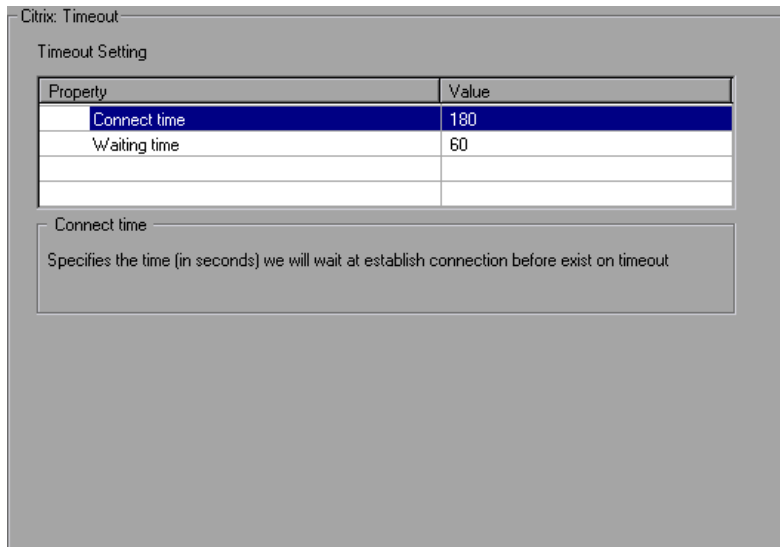 Citrix: Timeout
Timeout Setting
Property Value
Connect time 180
Waiting time 60
Connect time
Specifies the time (in seconds) we will wait at establish connection before exist on timeout